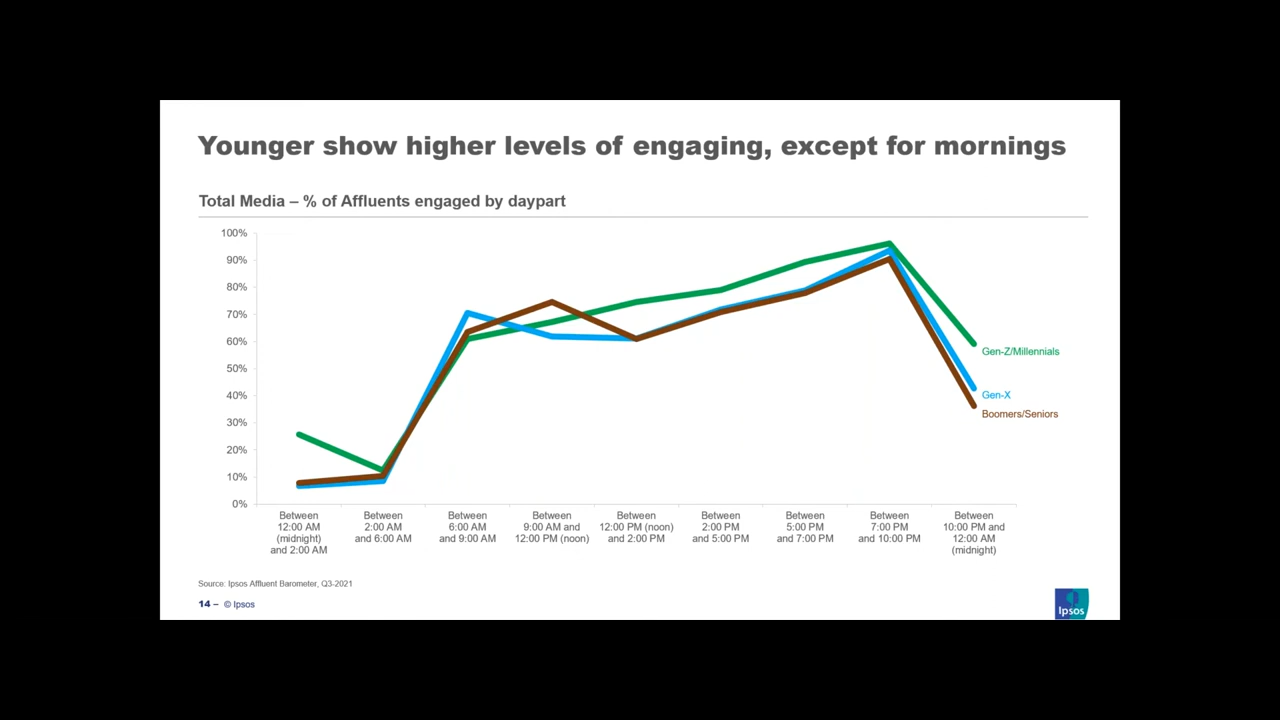 Younger show higher levels of engaging, except for mornings
Total Media – % of Affluents engaged by daypart
100%
90%
80%
70%
60%
50%
40%
30%
20%
10%
0%
Gen-Z/Millennials
Gen-X
Boomers/Seniors
Between
12:00 AM
(midnight)
and 2:00 AM
Between
2:00 AM
and 6:00 AM
Between
6:00 AM
and 9:00 AM
Between
9:00 AM and
12:00 PM (noon)
Between
12:00 PM (noon)
and 2:00 PM
Between
2:00 PM
and 5:00 PM
Between
5:00 PM
and 7:00 PM
Between
7:00 PM
and 10:00 PM
Between
10:00 PM and
12:00 AM
(midnight)
Source: Ipsos Affluent Barometer, Q3-2021
14 – © Ipsos
Ipsos